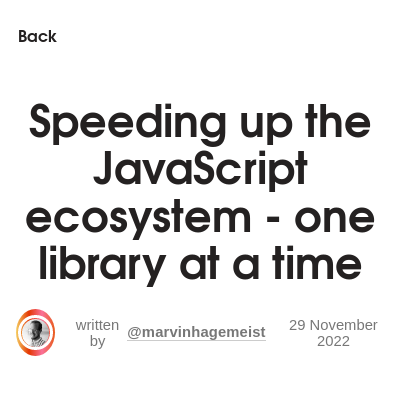 Back
Speeding up the
JavaScript
ecosystem - one
library at a time
written
by
@marvinhagemeist
29 November
2022